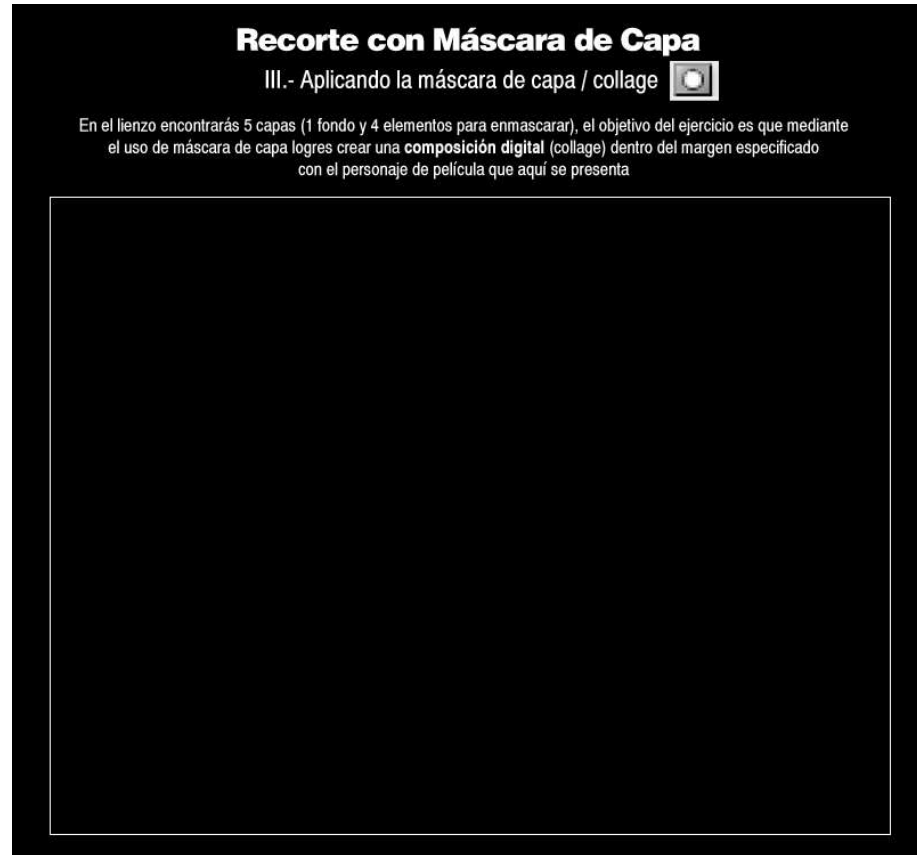 Recorte con Máscara de Capa
III.- Aplicando la máscara de capa / collage
En el lienzo encontrarás 5 capas (1 fondo y 4 elementos para enmascarar), el objetivo del ejercicio es que mediante
el uso de máscara de capa logres crear una composición digital (collage) dentro del margen especificado
con el personaje de película que aquí se presenta